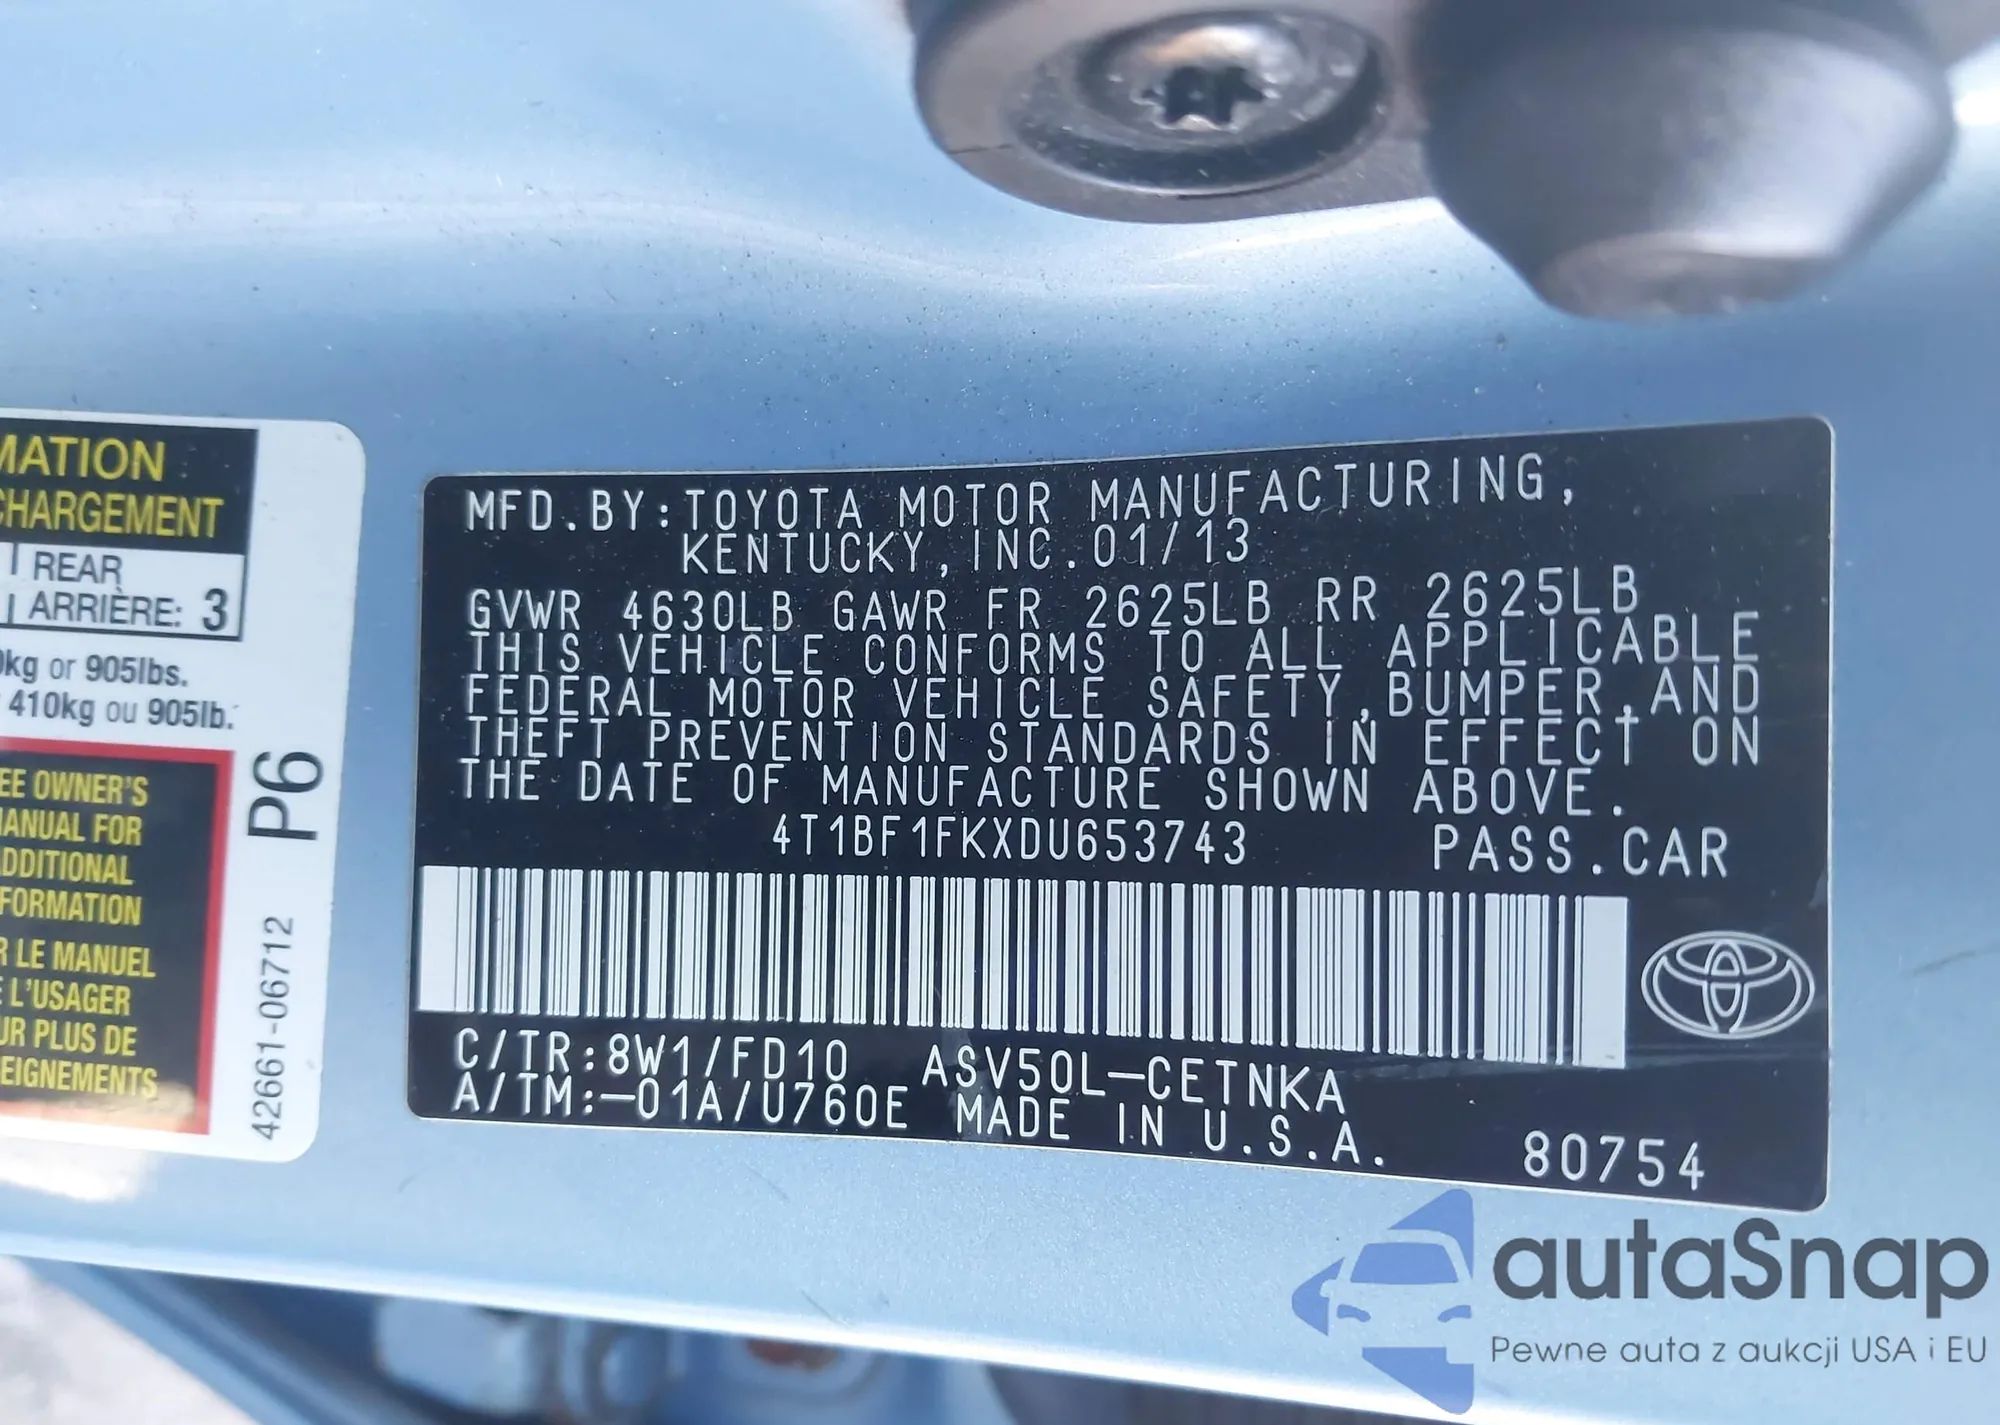 MATION
CHARGEMENT
REAR
ARRIÈRE: 3
kg or 905lbs.
410kg ou 905lb.
EE OWNER'S
ANUAL FOR
DDITIONAL
FORMATION
R LE MANUEL
L'USAGER
UR PLUS DE
EIGNEMENTS
P6
42661-06712
MFD.BY:TOYOTA MOTOR MANUFACTURING,
KENTUCKY, INC.01/13
GVWR 4630LB GAWR FR 2625LB RR 2625LB
THIS VEHICLE CONFORMS TO ALL APPLICABLE
FEDERAL MOTOR VEHICLE SAFETY,BUMPER,AND
THEFT PREVENTION STANDARDS IN EFFECT ON
THE DATE OF MANUFACTURE SHOWN ABOVE.
4T1BF1FKXDU653743 PASS.CAR
C/TR:8W1/FD10 ASV50L-CETNKA
A/TM:-01A/U760E MADE IN U.S.A.
80754
autaSnap
Pewne auta z aukcji USA i EU